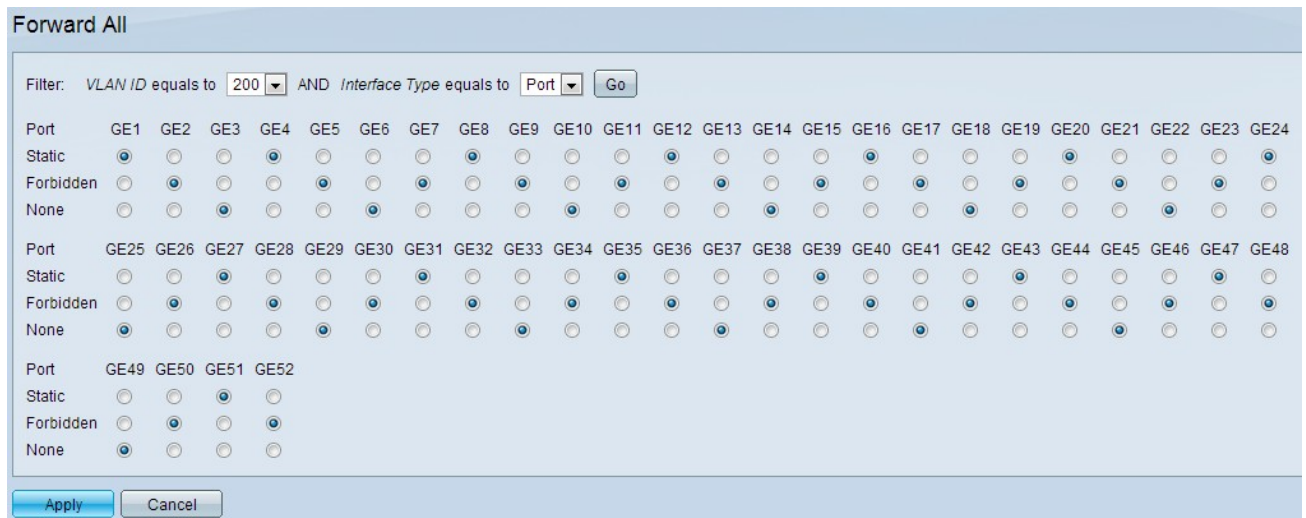 Forward All
Filter: VLAN ID equals to 200 AND Interface Type equals to Port Go
Port GE1 GE2 GE3 GE4 GE5 GE6 GE7 GE8 GE9 GE10 GE11 GE12 GE13 GE14 GE15 GE16 GE17 GE18 GE19 GE20 GE21 GE22 GE23 GE24
Static
Forbidden
None
Port GE25 GE26 GE27 GE28 GE29 GE30 GE31 GE32 GE33 GE34 GE35 GE36 GE37 GE38 GE39 GE40 GE41 GE42 GE43 GE44 GE45 GE46 GE47 GE48
Static
Forbidden
None
Port GE49 GE50 GE51 GE52
Static
Forbidden
None
Apply Cancel